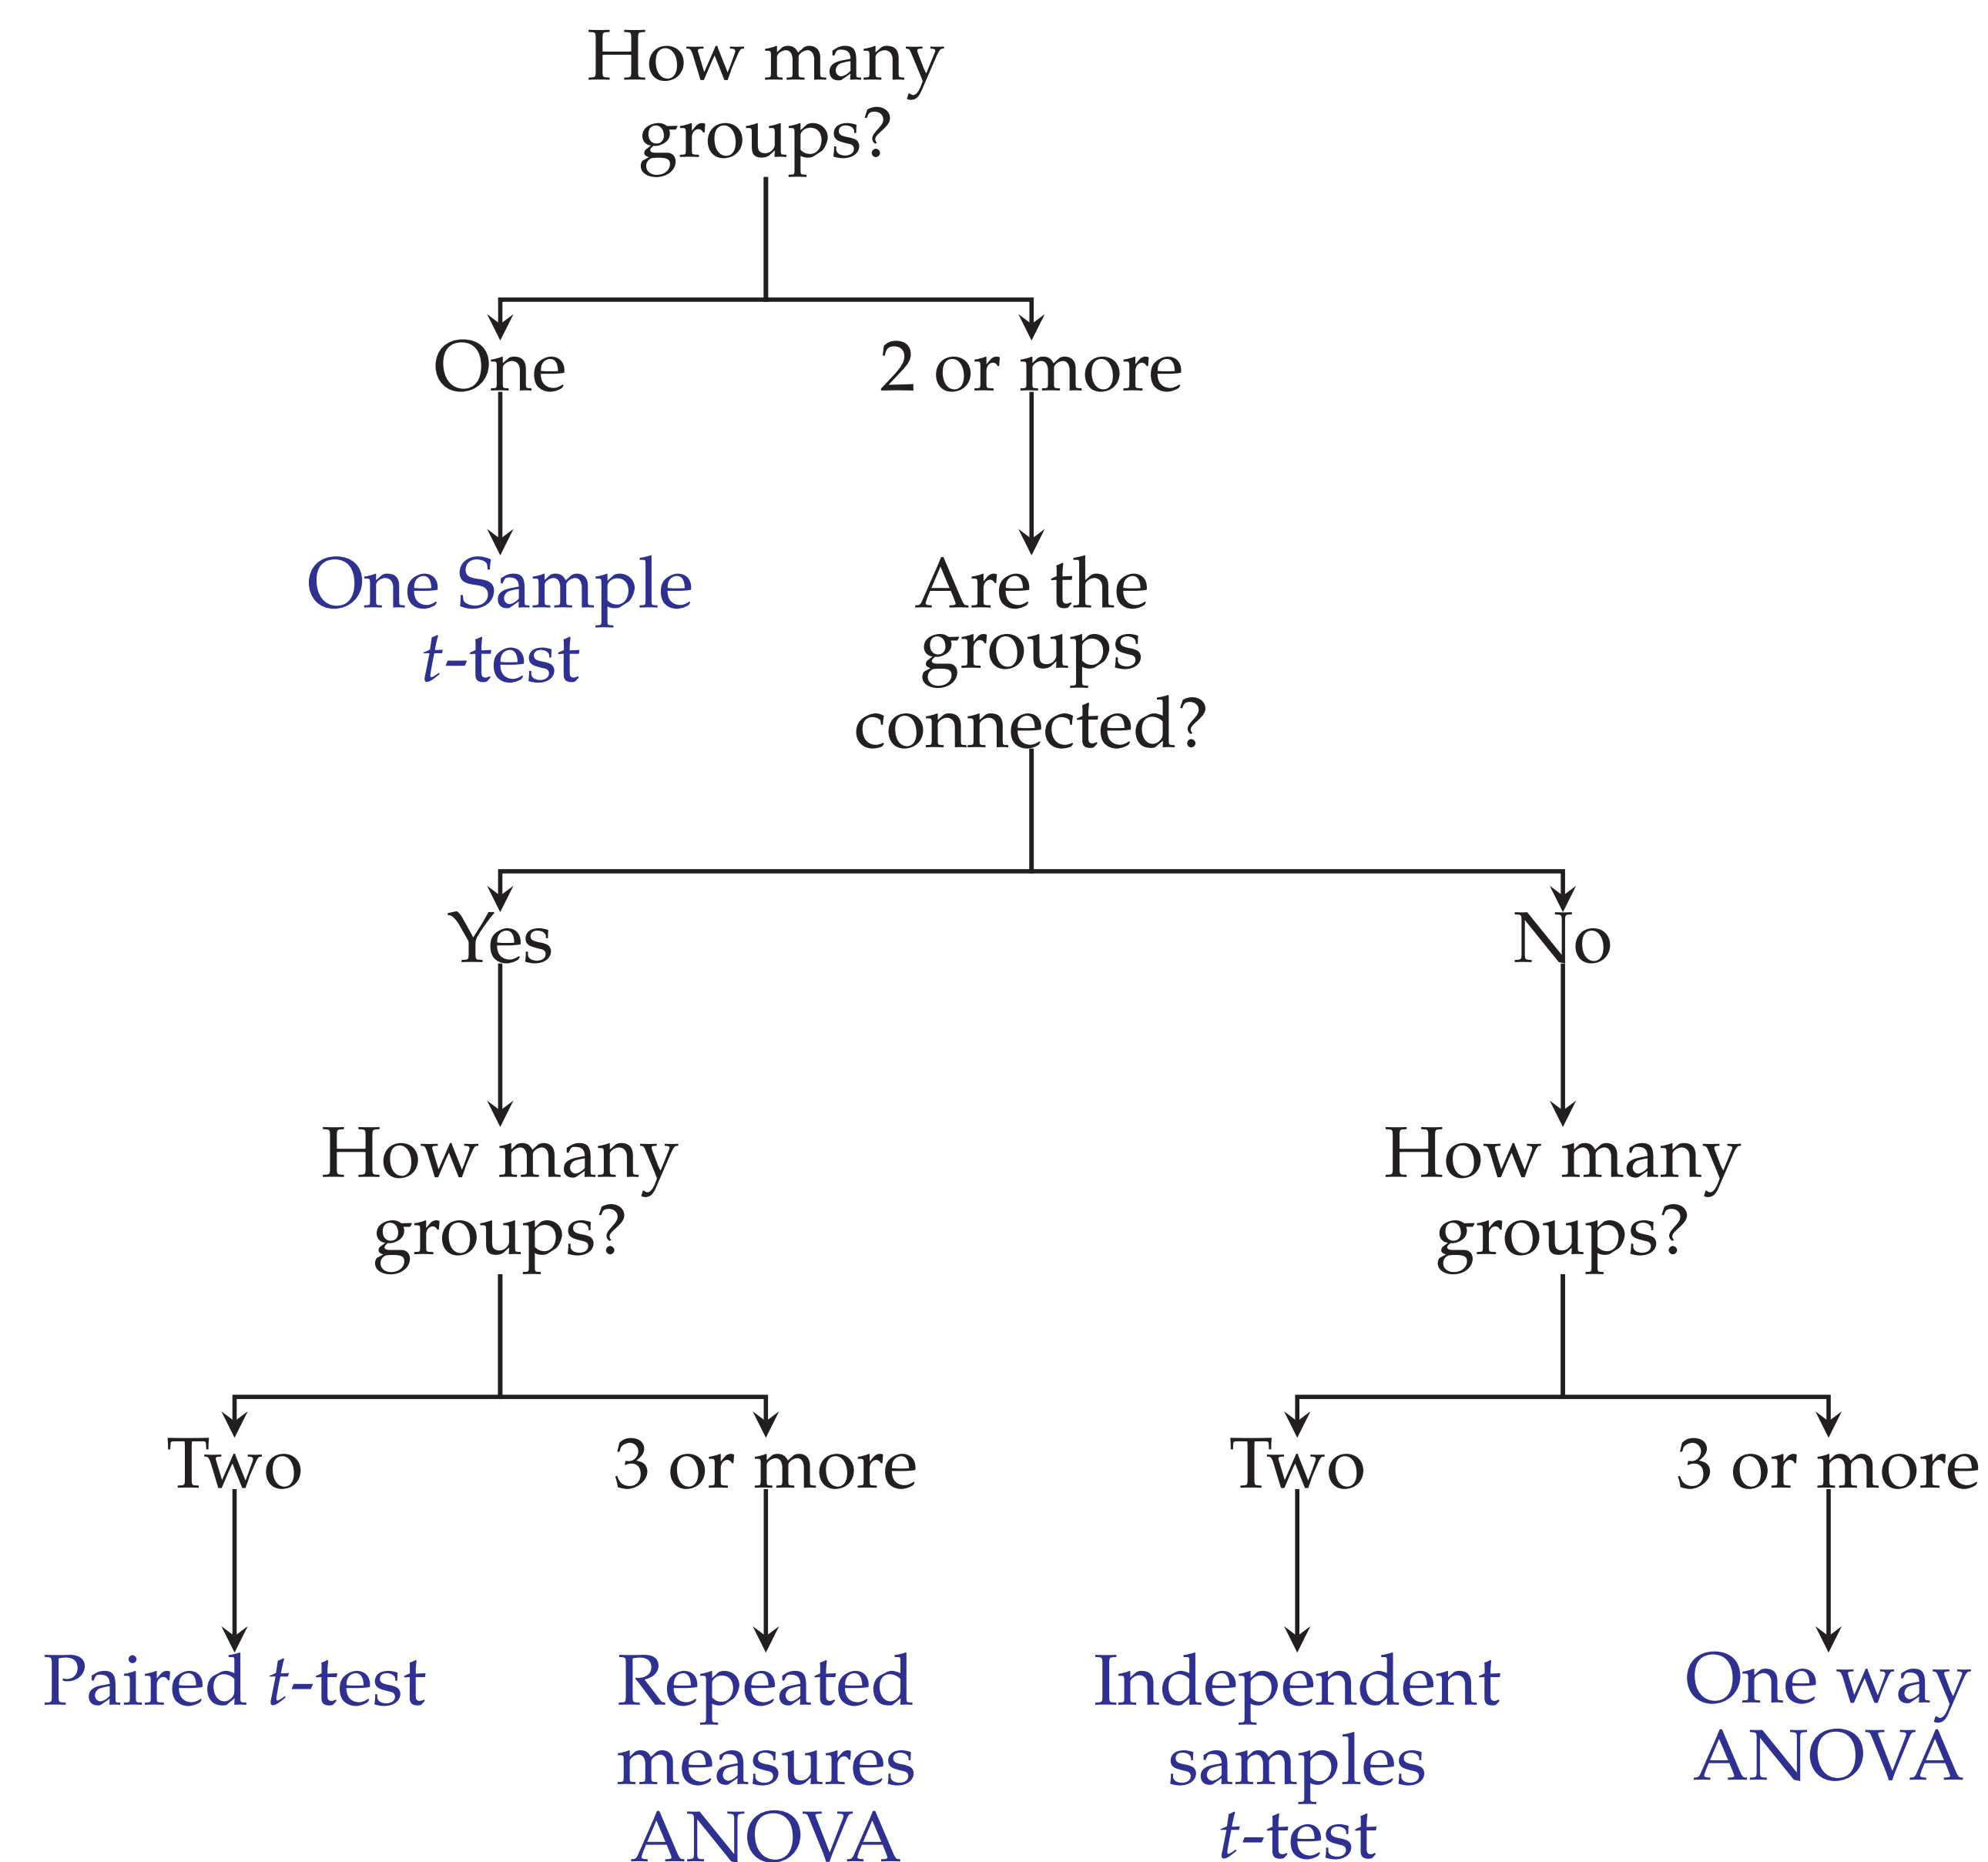 How many
groups?
One
2 or more
One Sample
t-test
Are the
groups
connected?
Yes
No
How many
groups?
How many
groups?
Two
3 or more
Two
3 or more
Paired t-test
Repeated
measures
ANOVA
Independent
samples
t-test
One way
ANOVA